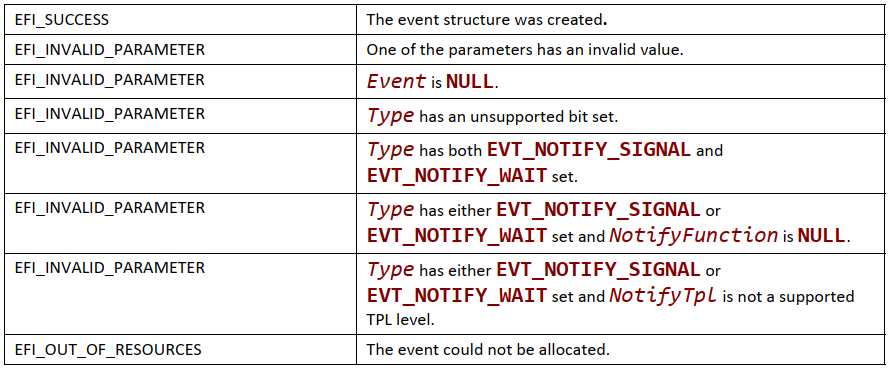 EFI_SUCCESS The event structure was created.
EFI_INVALID_PARAMETER One of the parameters has an invalid value.
EFI_INVALID_PARAMETER Event is NULL.
EFI_INVALID_PARAMETER Type has an unsupported bit set.
EFI_INVALID_PARAMETER Type has both EVT_NOTIFY_SIGNAL and
EVT_NOTIFY_WAIT set.
EFI_INVALID_PARAMETER Type has either EVT_NOTIFY_SIGNAL or
EVT_NOTIFY_WAIT set and NotifyFunction is NULL.
EFI_INVALID_PARAMETER Type has either EVT_NOTIFY_SIGNAL or
EVT_NOTIFY_WAIT set and NotifyTpl is not a supported
TPL level.
EFI_OUT_OF_RESOURCES The event could not be allocated.